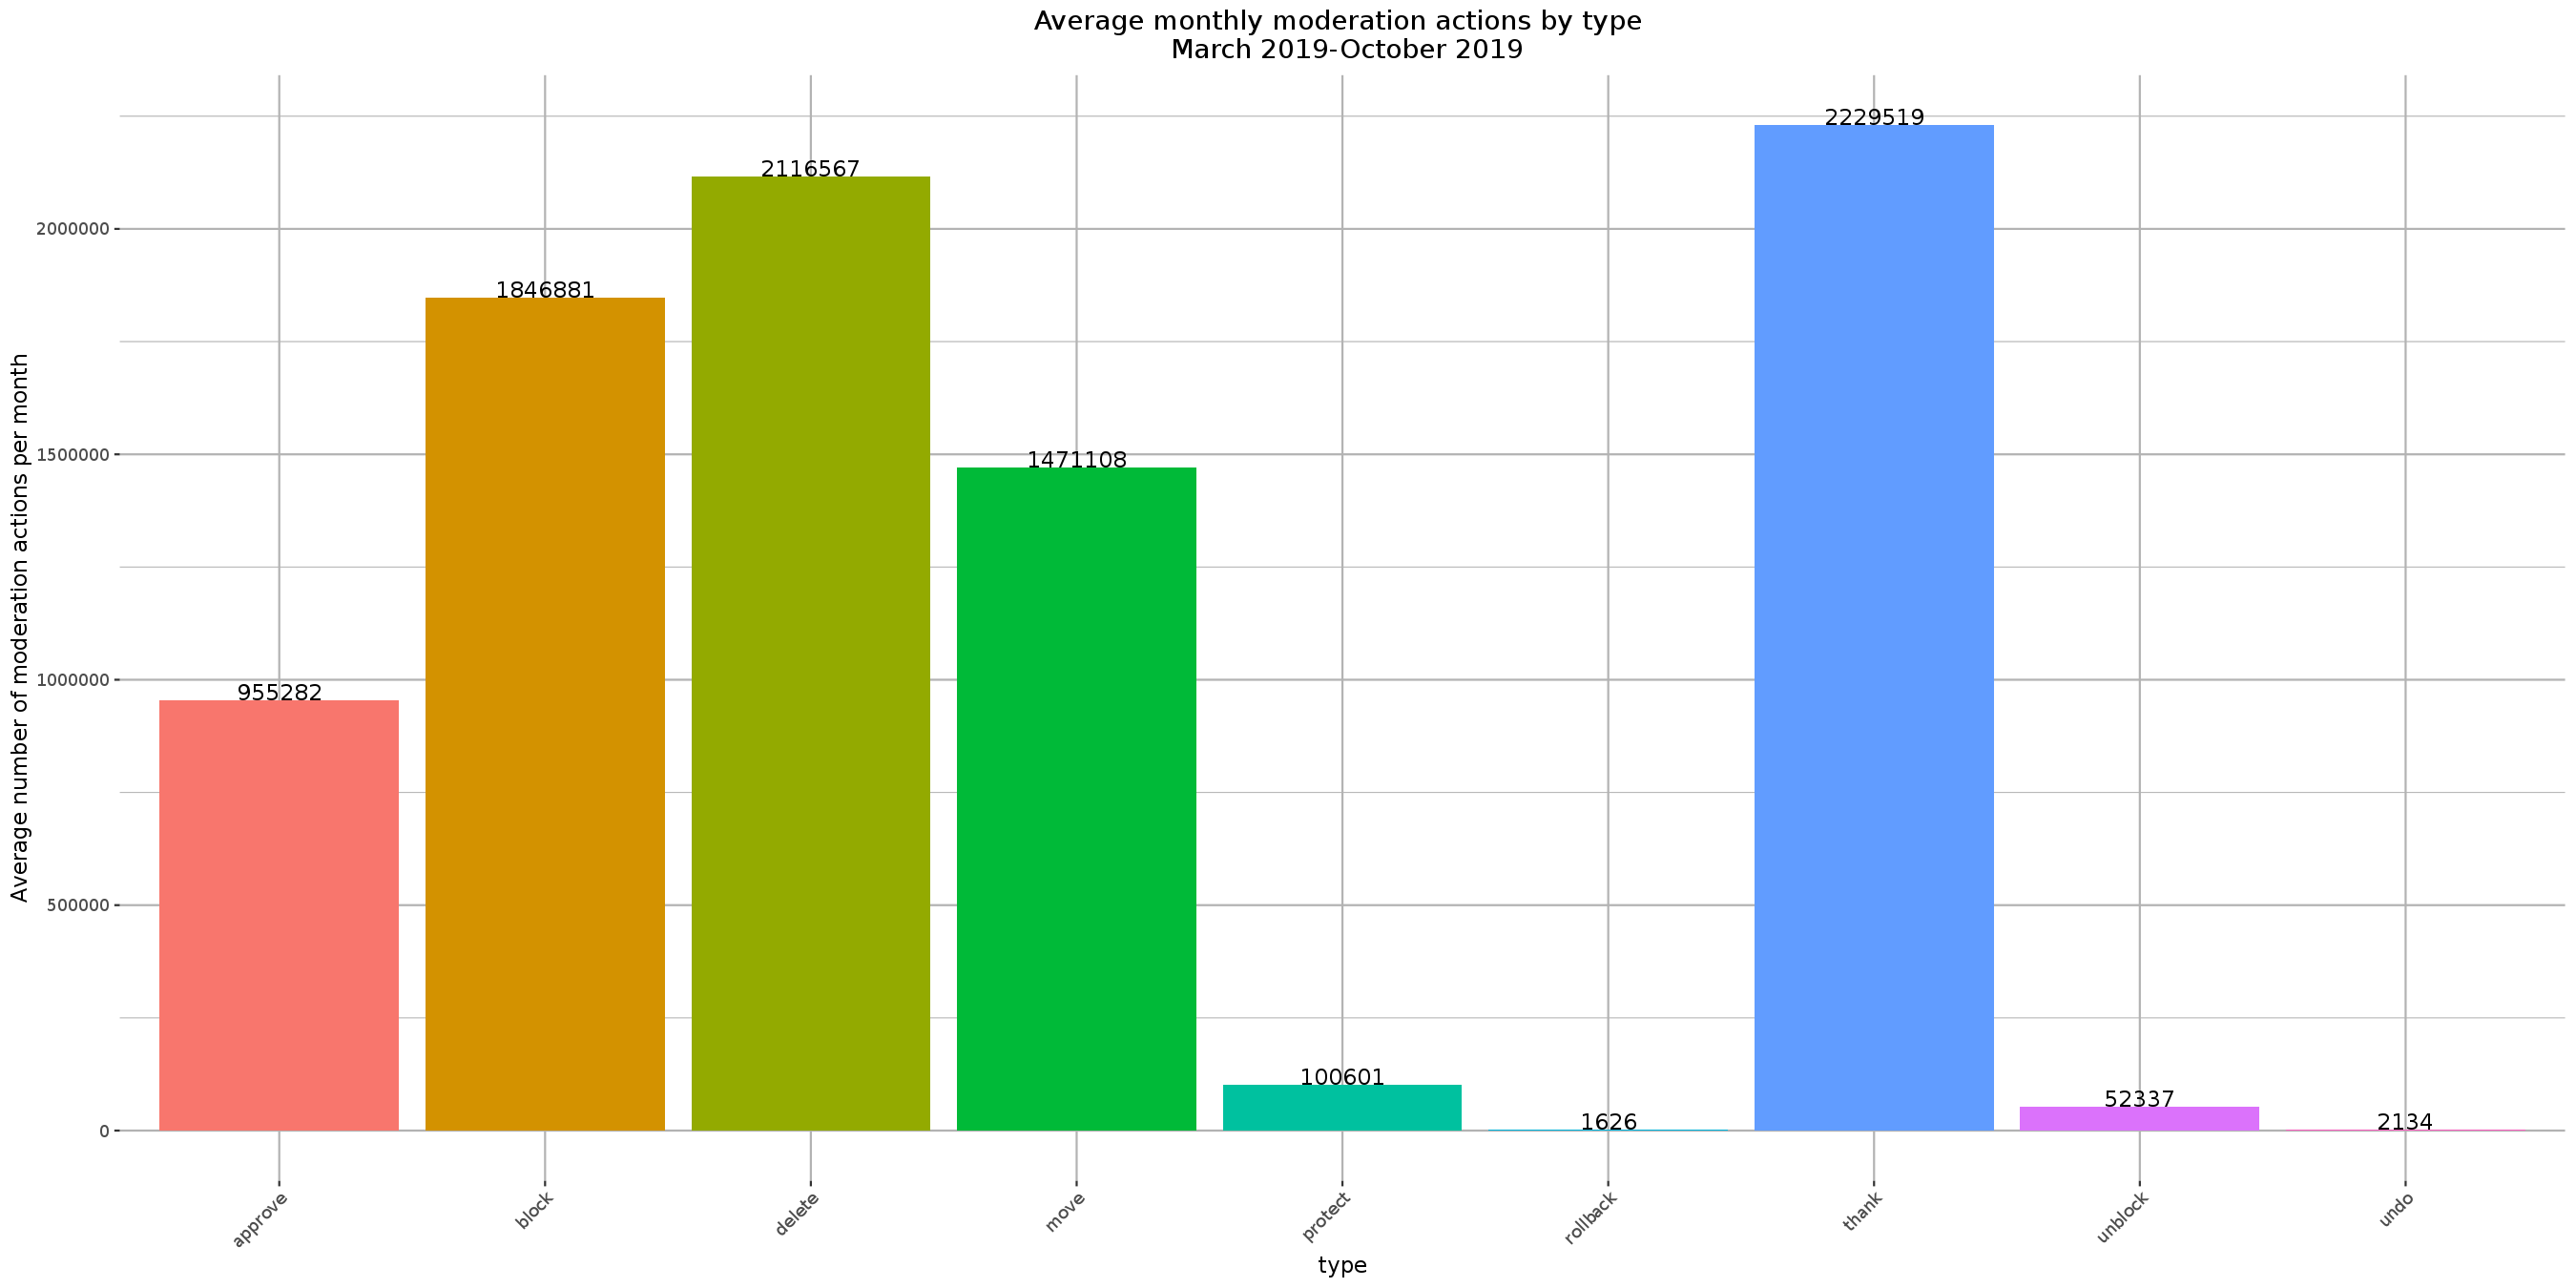 Average monthly moderation actions by type
March 2019-October 2019
Average number of moderation actions per month
2000000
1500000
1000000
500000
0
955282
1846881
2116567
1471108
100601
1626
2229519
52337
2134
approve
block
delete
move
protect
rollback
thank
unblock
undo
type